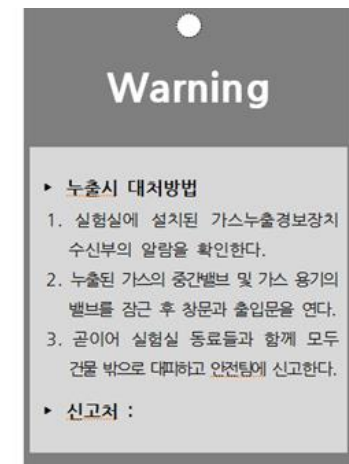 Warning
▶ 누출시 대처방법
1. 실험실에 설치된 가스누출경보장치
수신부의 알람을 확인한다.
2. 누출된 가스의 중간밸브 및 가스 용기의
밸브를 잠근 후 창문과 출입문을 연다.
3. 곧이어 실험실 동료들과 함께 모두
건물 밖으로 대피하고 안전팀에 신고한다.
▶ 신고처 :